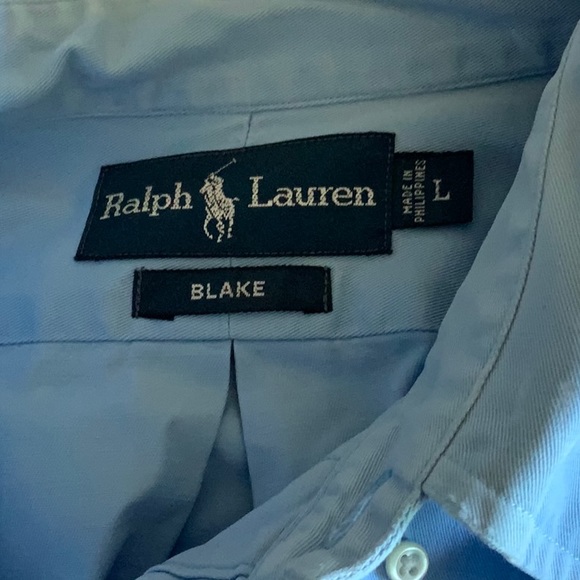 Ralph Lauren
MADE IN
PHILIPPINES
L
BLAKE